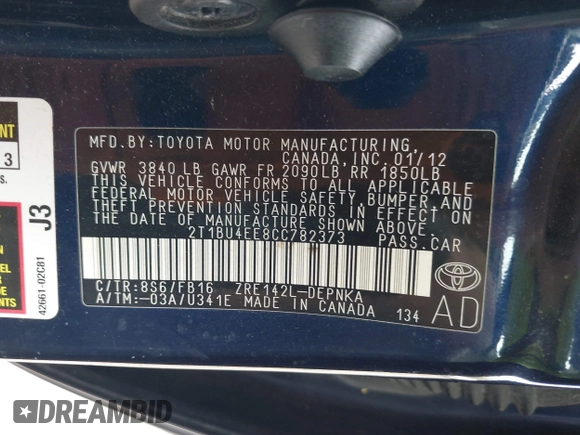 MFD.BY:TOYOTA MOTOR MANUFACTURING,
CANADA, INC. 01/12
GVWR 3840 LB GAWR FR 2090LB RR 1850LB
THIS VEHICLE CONFORMS TO ALL APPLICABLE
FEDERAL MOTOR VEHICLE SAFETY, BUMPER, AND
THEFT PREVENTION STANDARDS IN EFFECT ON
THE DATE OF MANUFACTURE SHOWN ABOVE.
2T1BU4EE8CC782373 PASS.CAR
C/TR:8S6/FB16 ZRE142L-DEPNKA
A/TM:-03A/U341E MADE IN CANADA 134
AD
J3
42661-02C81
3
DREAMBID